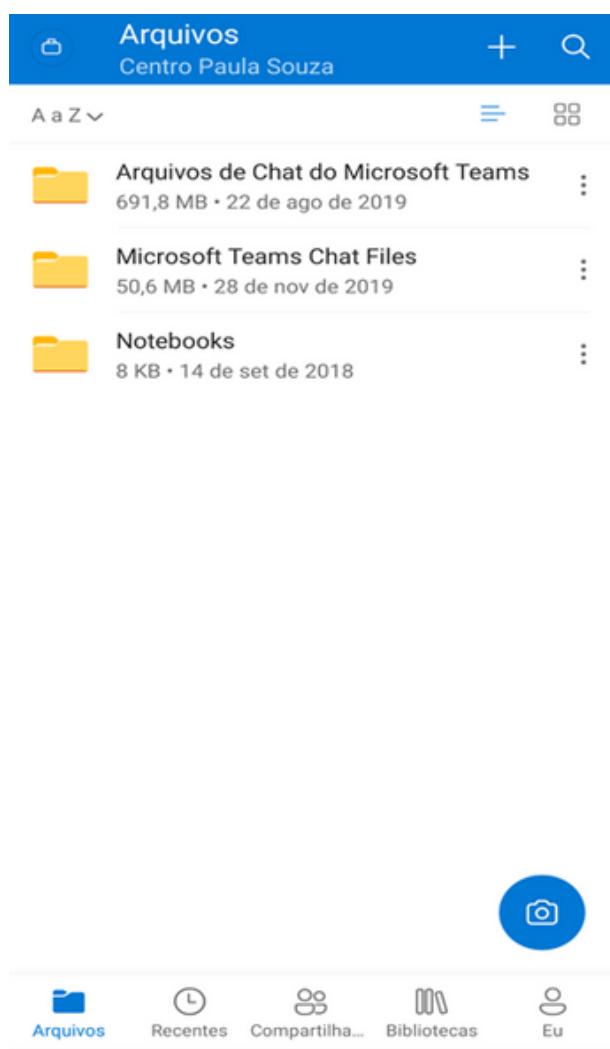 Arquivos
Centro Paula Souza
A a Z
Arquivos de Chat do Microsoft Teams
691,8 MB • 22 de ago de 2019
Microsoft Teams Chat Files
50,6 MB • 28 de nov de 2019
Notebooks
8 KB • 14 de set de 2018
Arquivos Recentes Compartilha... Bibliotecas Eu